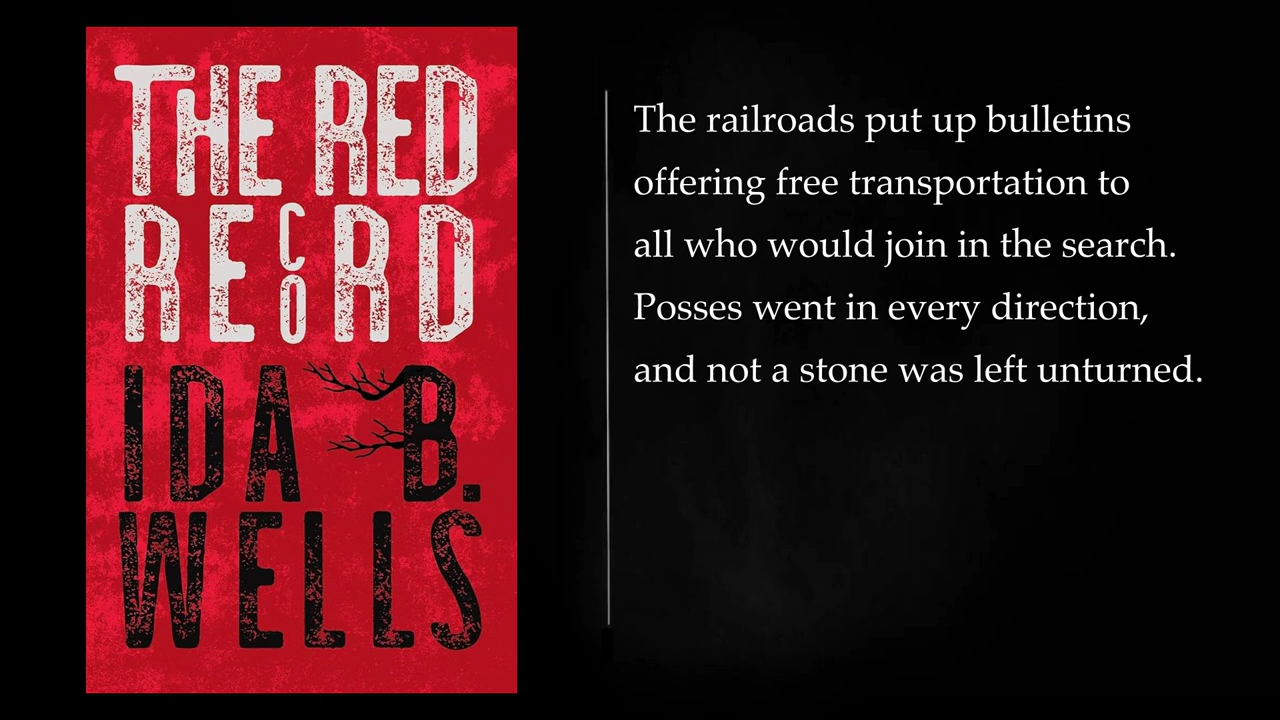 THE RED
RECORD
IDA B.
WELLS
The railroads put up bulletins
offering free transportation to
all who would join in the search.
Posses went in every direction,
and not a stone was left unturned.